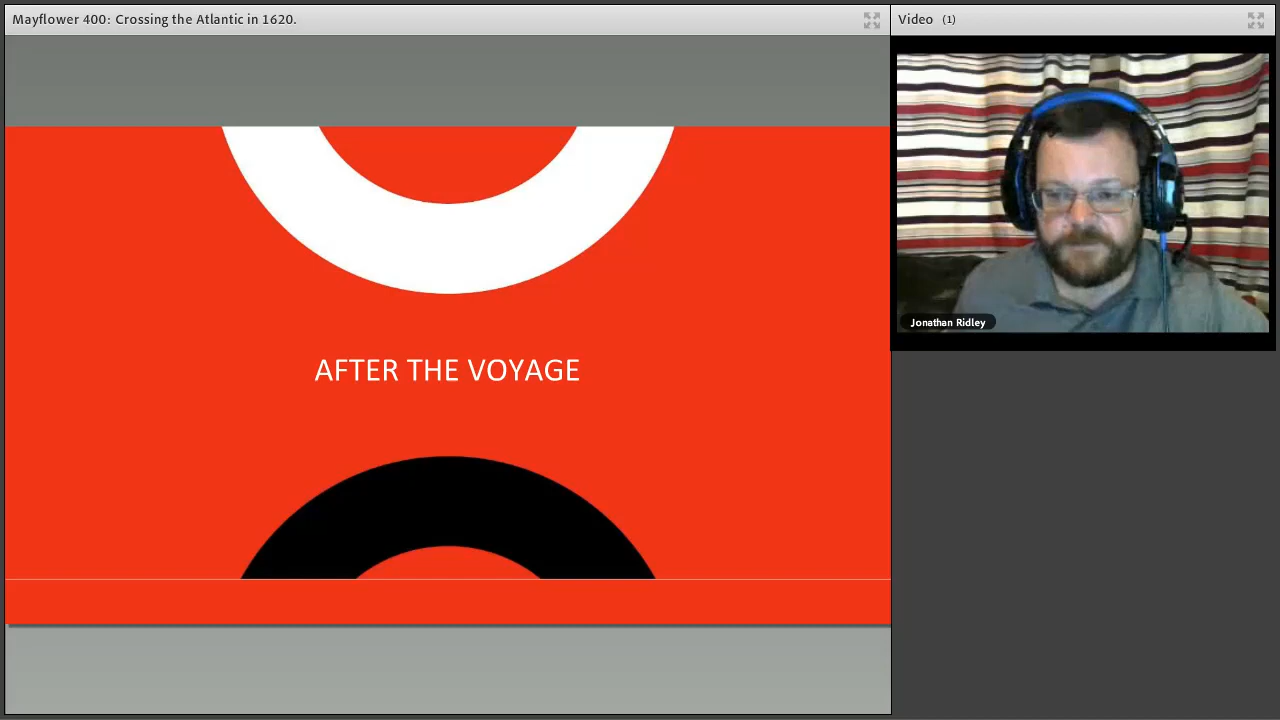 Mayflower 400: Crossing the Atlantic in 1620.
Video (1)
Jonathan Ridley
AFTER THE VOYAGE